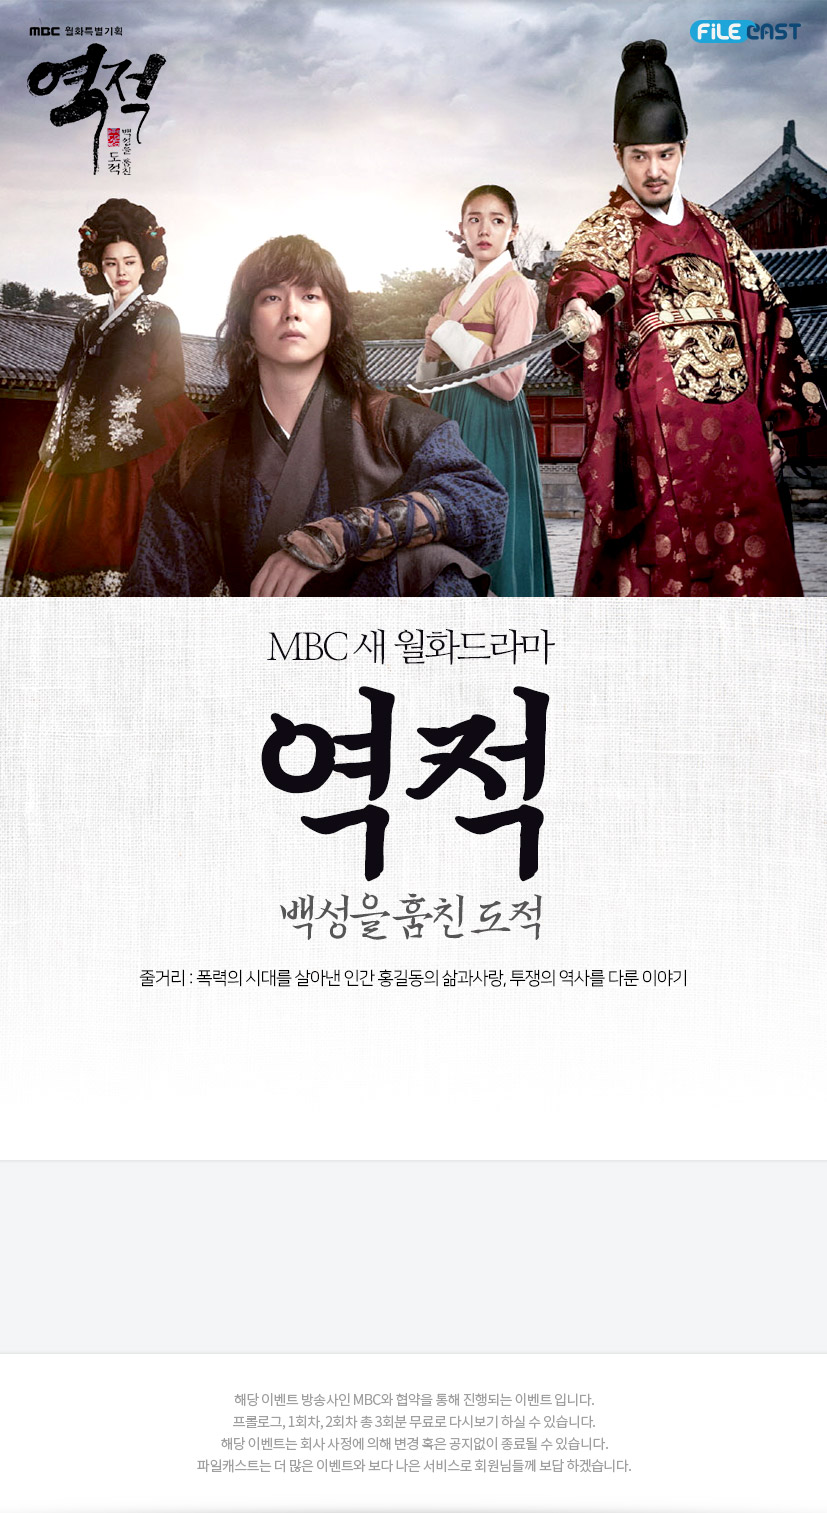 MBC 월화특별기획
FiLE CAST
역적
백성을 훔친
도적
MBC 새 월화드라마
역적
백성을 훔친 도적
줄거리 : 폭력의 시대를 살아낸 인간 홍길동의 삶과사랑, 투쟁의 역사를 다룬 이야기
해당 이벤트 방송사인 MBC와 협약을 통해 진행되는 이벤트 입니다.
프롤로그, 1회차, 2회차 총 3회분 무료로 다시보기 하실 수 있습니다.
해당 이벤트는 회사 사정에 의해 변경 혹은 공지없이 종료될 수 있습니다.
파일캐스트는 더 많은 이벤트와 보다 나은 서비스로 회원님들께 보답 하겠습니다.